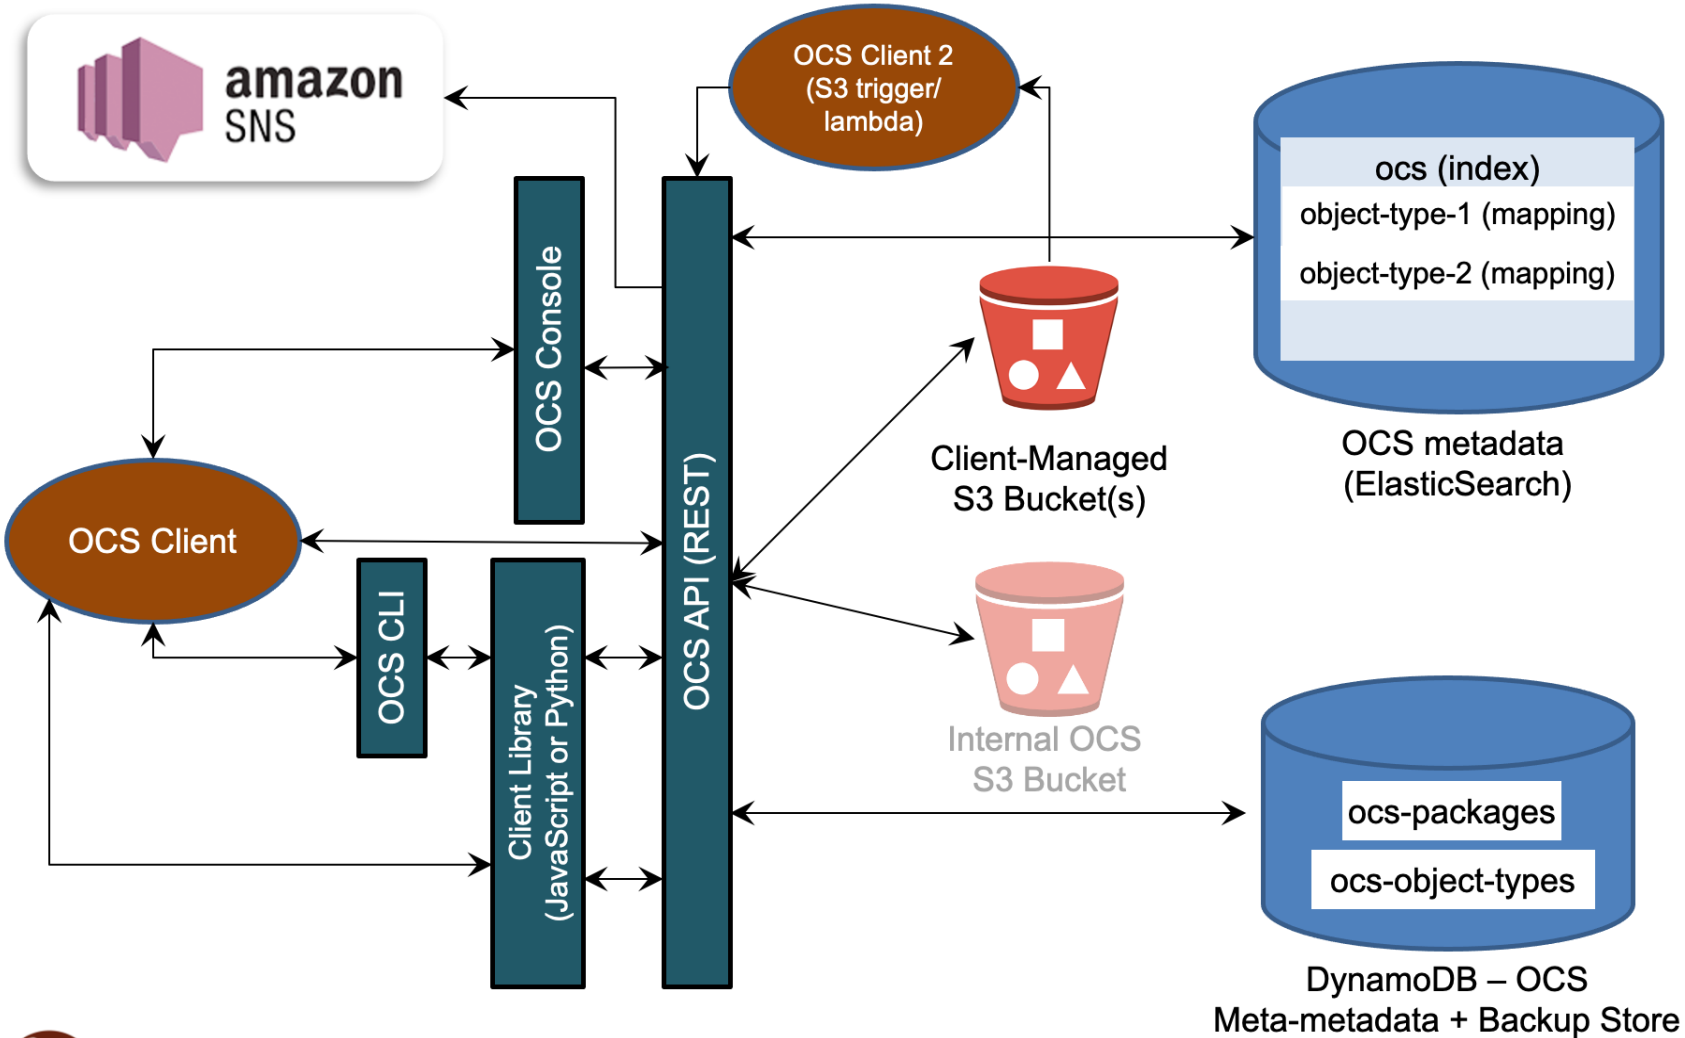 amazon
SNS
OCS Client 2
(S3 trigger/
lambda)
ocs (index)
object-type-1 (mapping)
object-type-2 (mapping)
OCS metadata
(ElasticSearch)
OCS Console
OCS API (REST)
Client-Managed
S3 Bucket(s)
OCS Client
OCS CLI
Client Library
(JavaScript or Python)
Internal OCS
S3 Bucket
ocs-packages
ocs-object-types
DynamoDB – OCS
Meta-metadata + Backup Store